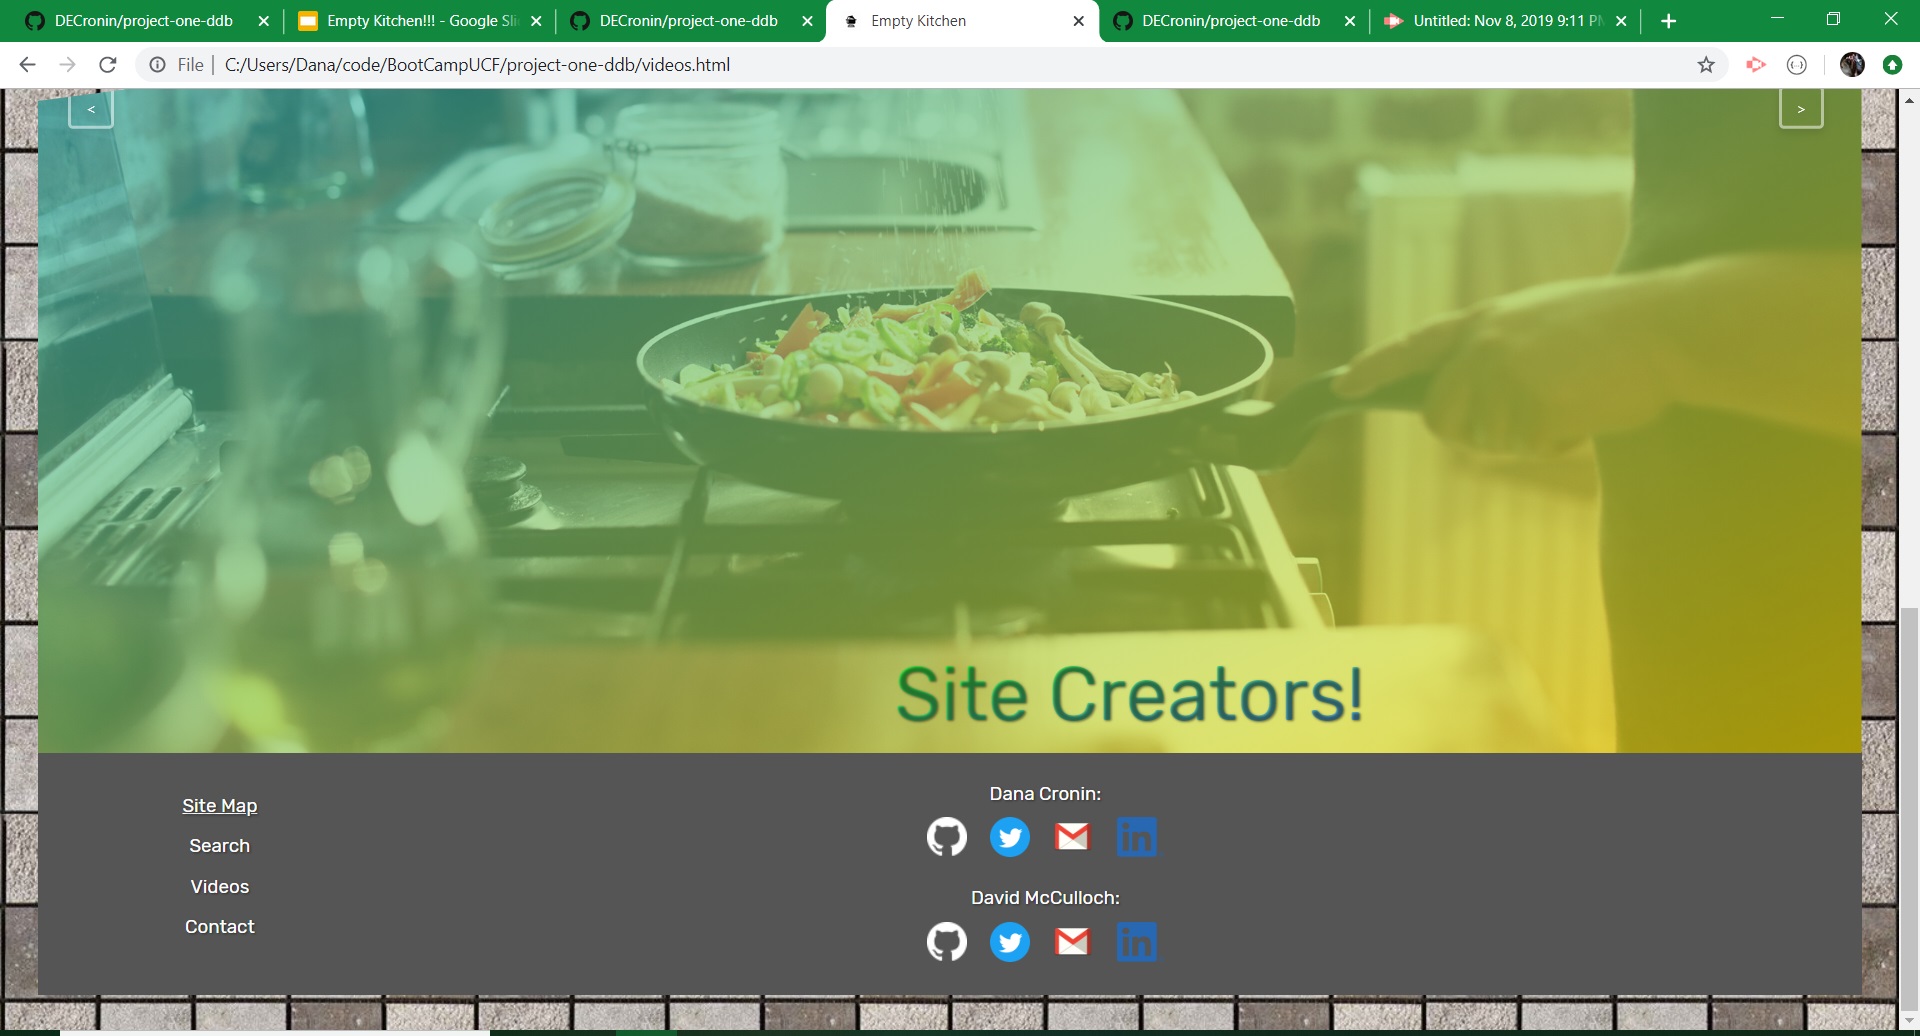 DECronin/project-one-ddb
Empty Kitchen!!! - Google Sli
DECronin/project-one-ddb
Empty Kitchen
DECronin/project-one-ddb
Untitled: Nov 8, 2019 9:11 PM
File
C:/Users/Dana/code/BootCampUCF/project-one-ddb/videos.html
<
>
Site Creators!
Site Map
Search
Videos
Contact
Dana Cronin:
in
David McCulloch:
in